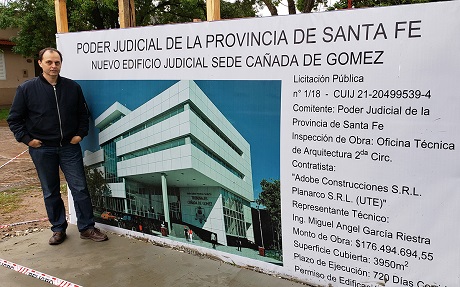 PODER JUDICIAL DE LA PROVINCIA DE SANTA FE
NUEVO EDIFICIO JUDICIAL SEDE CAÑADA DE GOMEZ
Licitación Pública
n° 1/18 - CUIJ 21-20499539-4
Comitente: Poder Judicial de la
Provincia de Santa Fe
Inspección de Obra: Oficina Técnica
de Arquitectura 2da Circ.
Contratista:
"Adobe Construcciones S.R.L.
Planarco S.R.L. (UTE)"
Representante Técnico:
Ing. Miguel Angel García Riestra
Monto de Obra: $176.494.694,55
Superficie Cubierta: 3950m²
Plazo de Ejecución: 720 Días
Permiso de